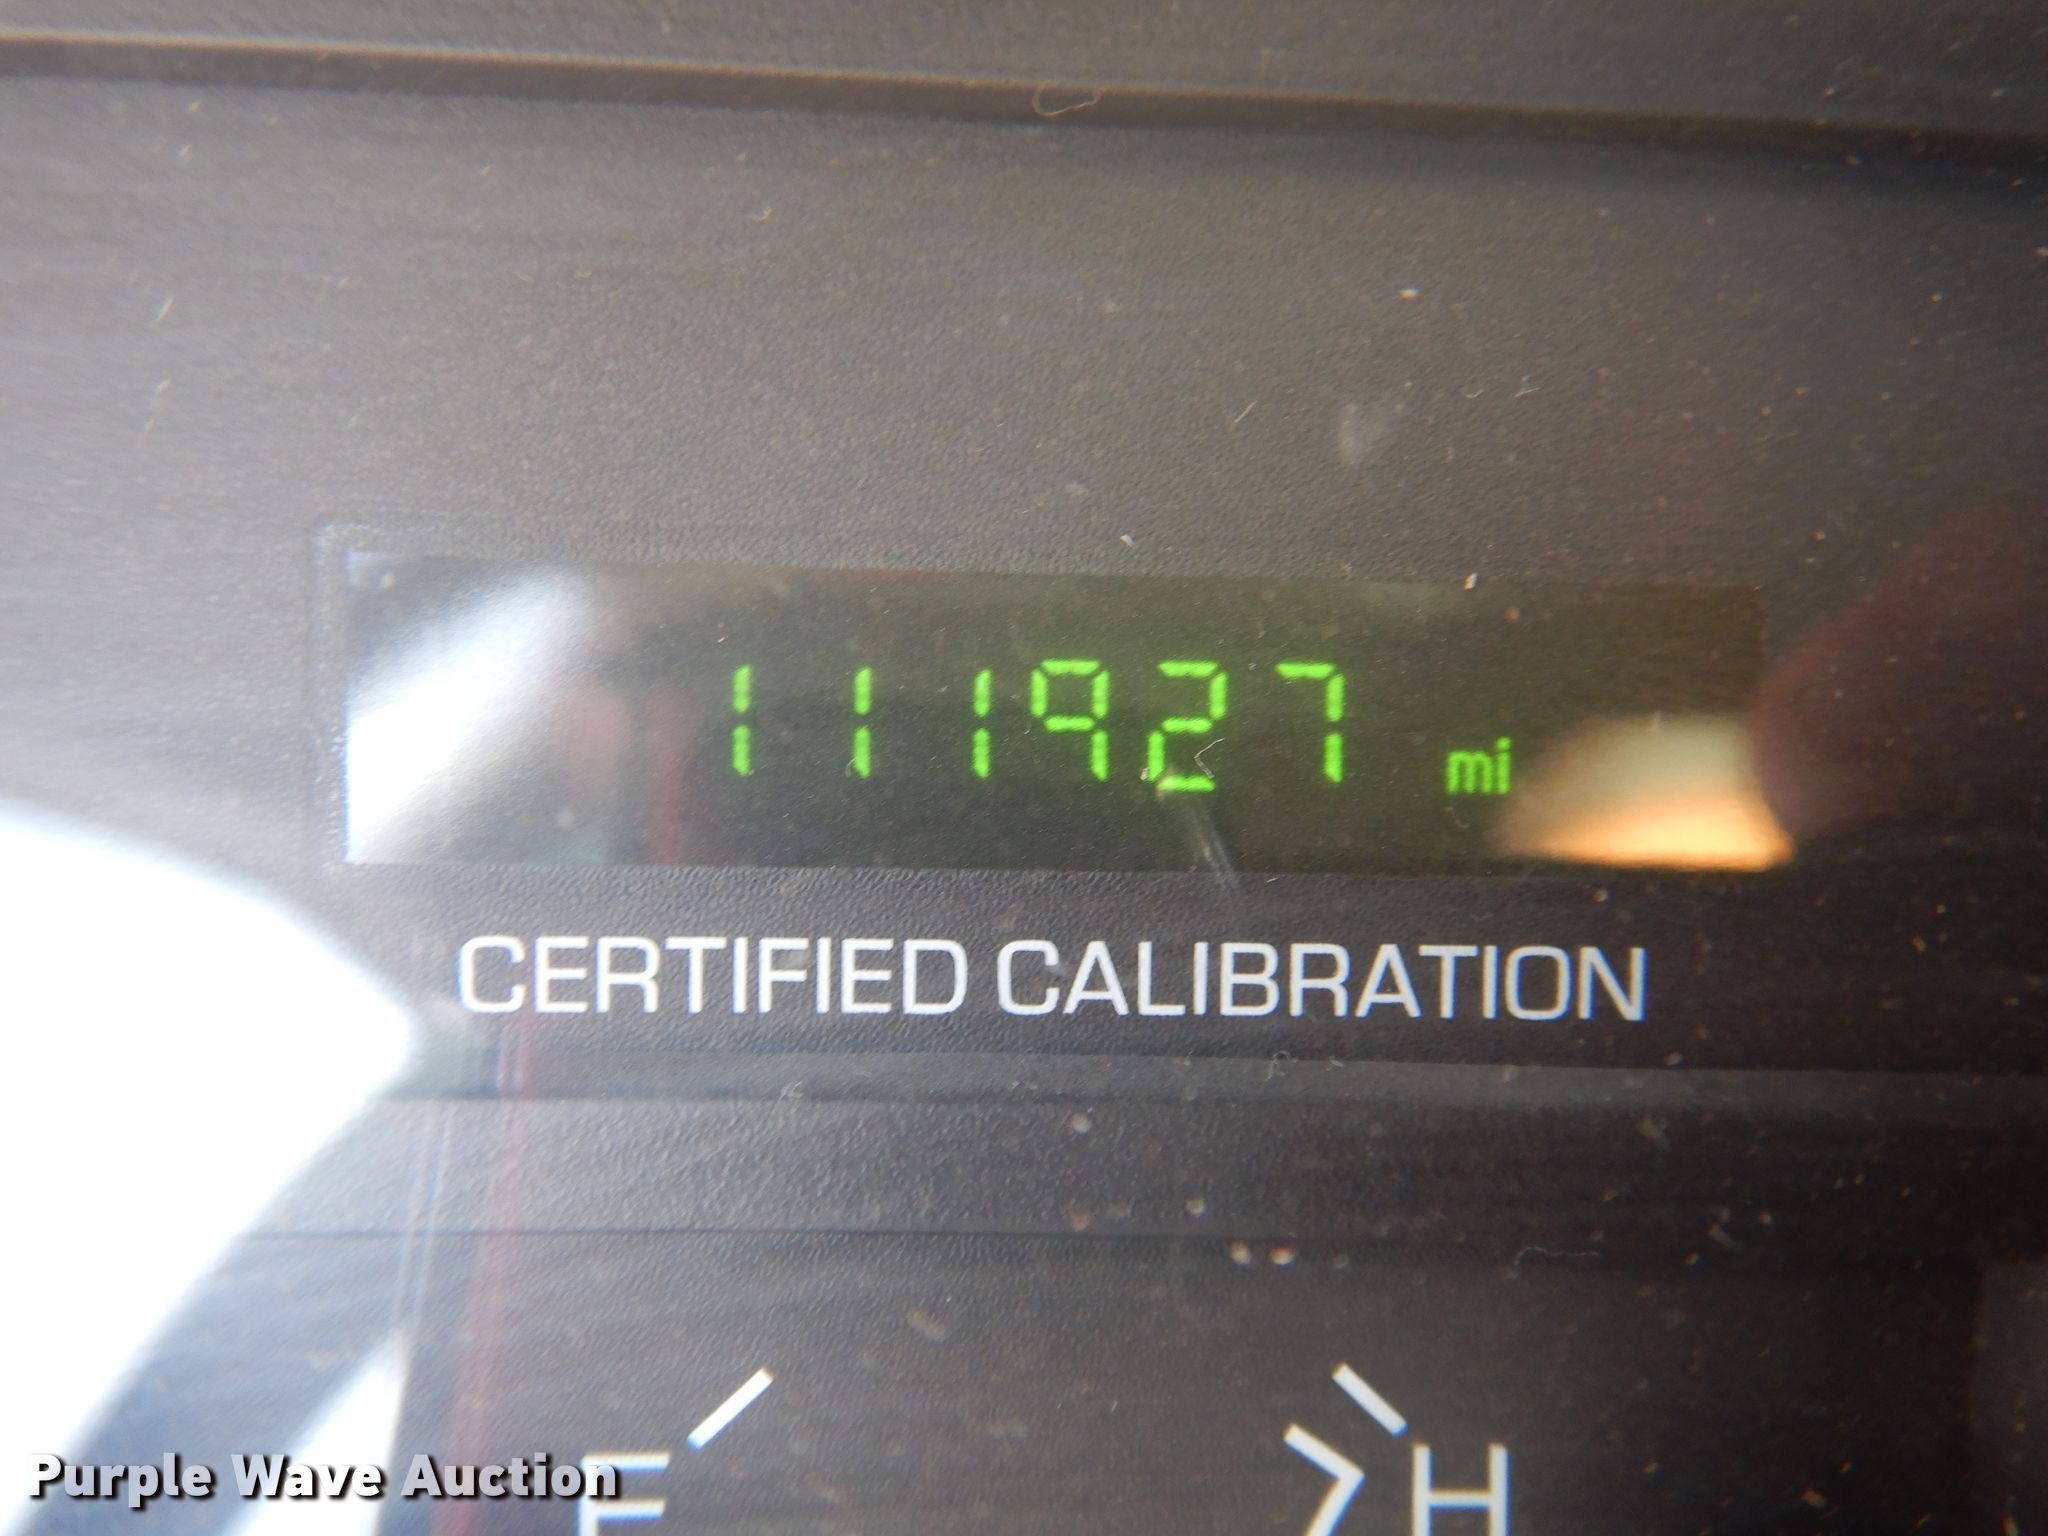 111927 mi
CERTIFIED CALIBRATION
F H
Purple Wave Auction